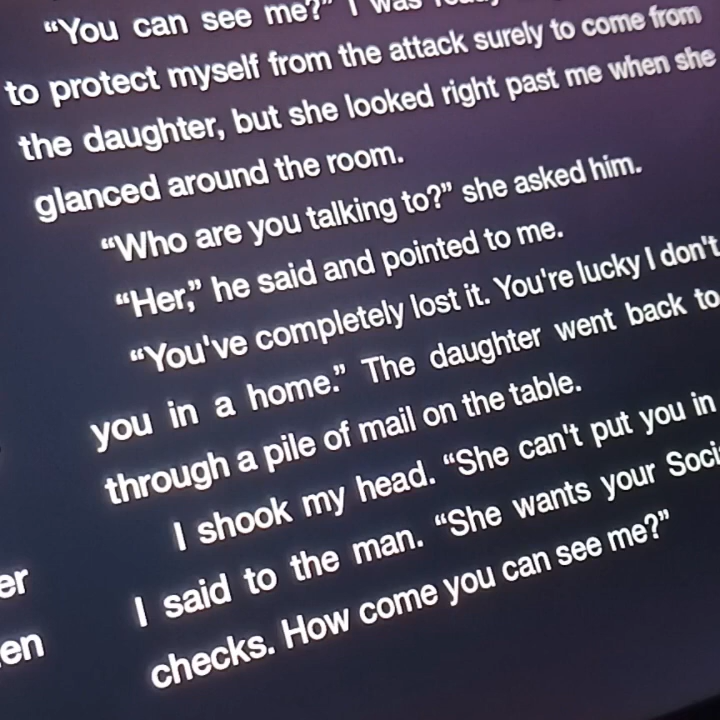 “You can see me?” I was
to protect myself from the attack surely to come from
the daughter, but she looked right past me when she
glanced around the room.
“Who are you talking to?” she asked him.
“Her,” he said and pointed to me.
“You've completely lost it. You're lucky I don't
you in a home.” The daughter went back to
through a pile of mail on the table.
I shook my head. “She can't put you in
er
I said to the man. “She wants your Soci
en
checks. How come you can see me?”